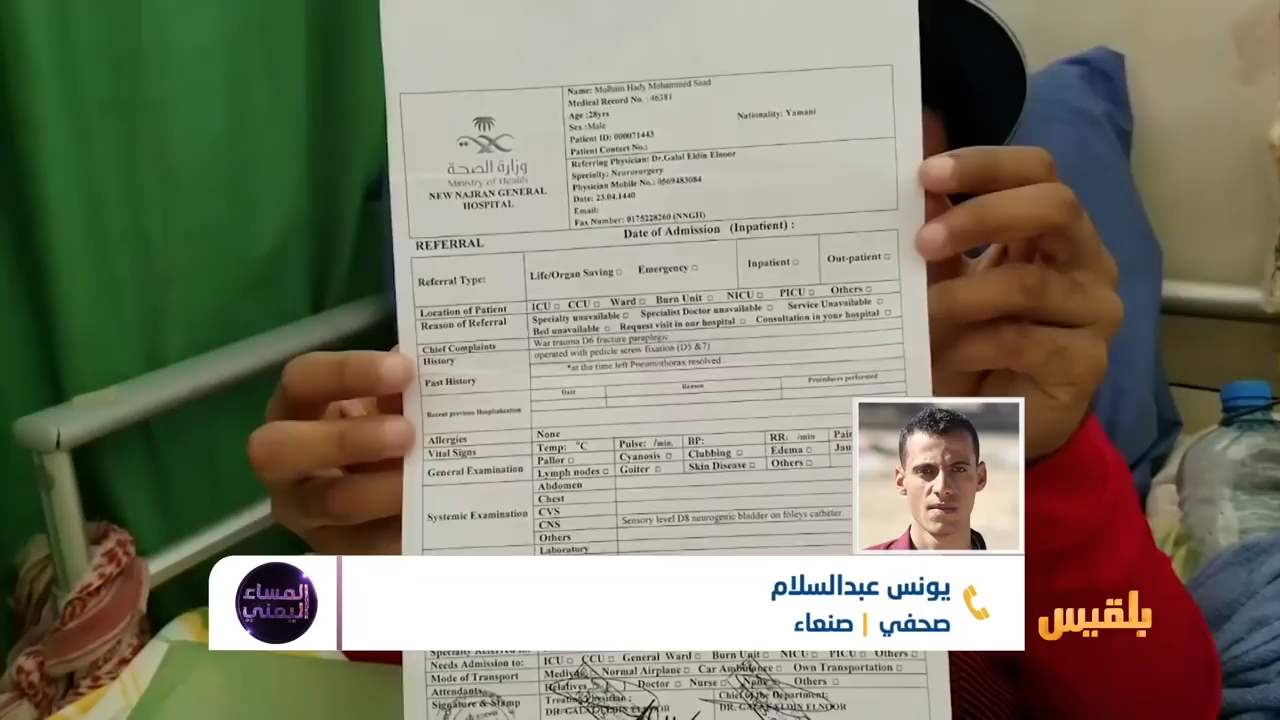 Name: Molham Hady Mohammed Saad
Medical Record No. :46381
Age :28yrs
Nationality: Yamani
Sex :Male
Patient ID: 000071443
Patient Contact No.:
وزارة الصحة
Ministry of Health
NEW NAJRAN GENERAL
HOSPITAL
Referring Physician: Dr.Galal Eldin Elnoor
Specialty: Neurorsurgery
Physician Mobile No.: 0569483084
Date: 23.04.1440
Email:
Fax Number: 0175228260 (NNGH)
REFERRAL
Date of Admission (Inpatient) :
Referral Type: Life/Organ Saving □ Emergency □ Inpatient □ Out-patient □
Location of Patient ICU □ CCU □ Ward □ Burn Unit □ NICU □ PICU □ Others □
Reason of Referral Specialty unavailable □ Specialist Doctor unavailable □ Service Unavailable □
Bed unavailable □ Request visit in our hospital □ Consultation in your hospital □
Chief Complaints War trauma D6 fracture paraplegic
History operated with pedicle screw fixation (D5 &7)
*at the time left Pneumothorax resolved
Past History
Date Reason Procedures performed
Recent previous Hospitalization
Allergies None
Vital Signs Temp: °C Pulse: /min. BP: RR: /min
General Examination Pallor □ Cyanosis □ Clubbing □ Edema □
Lymph nodes □ Goiter □ Skin Disease □ Others □
Systemic Examination
Abdomen
Chest
CVS
CNS Sensory level D8 neurogenic bladder on foleys catheter
Others
Laboratory
المساء
اليمني
يونس عبدالسلام
صحفي | صنعاء
بلقيس
Needs Admission to: ICU □ CCU □ General Ward □ Burn Unit □ NICU □ PICU □ Others □
Mode of Transport Normal Airplane □ Car Ambulance □ Own Transportation □
Attendants Relatives Doctor □ Nurse □ None □ Others □
Signature & Stamp Chief of the Department:
DR. GALAL ELDIN ELNOOR